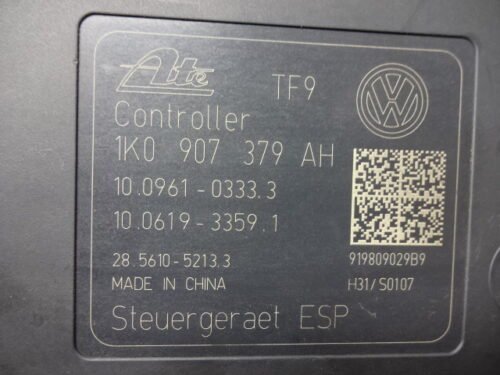 Ate TF9
Controller
1K0 907 379 AH
10.0961-0333.3
10.0619-3359.1
28.5610-5213.3 919809029B9
MADE IN CHINA H31/S0107
Steuergeraet ESP